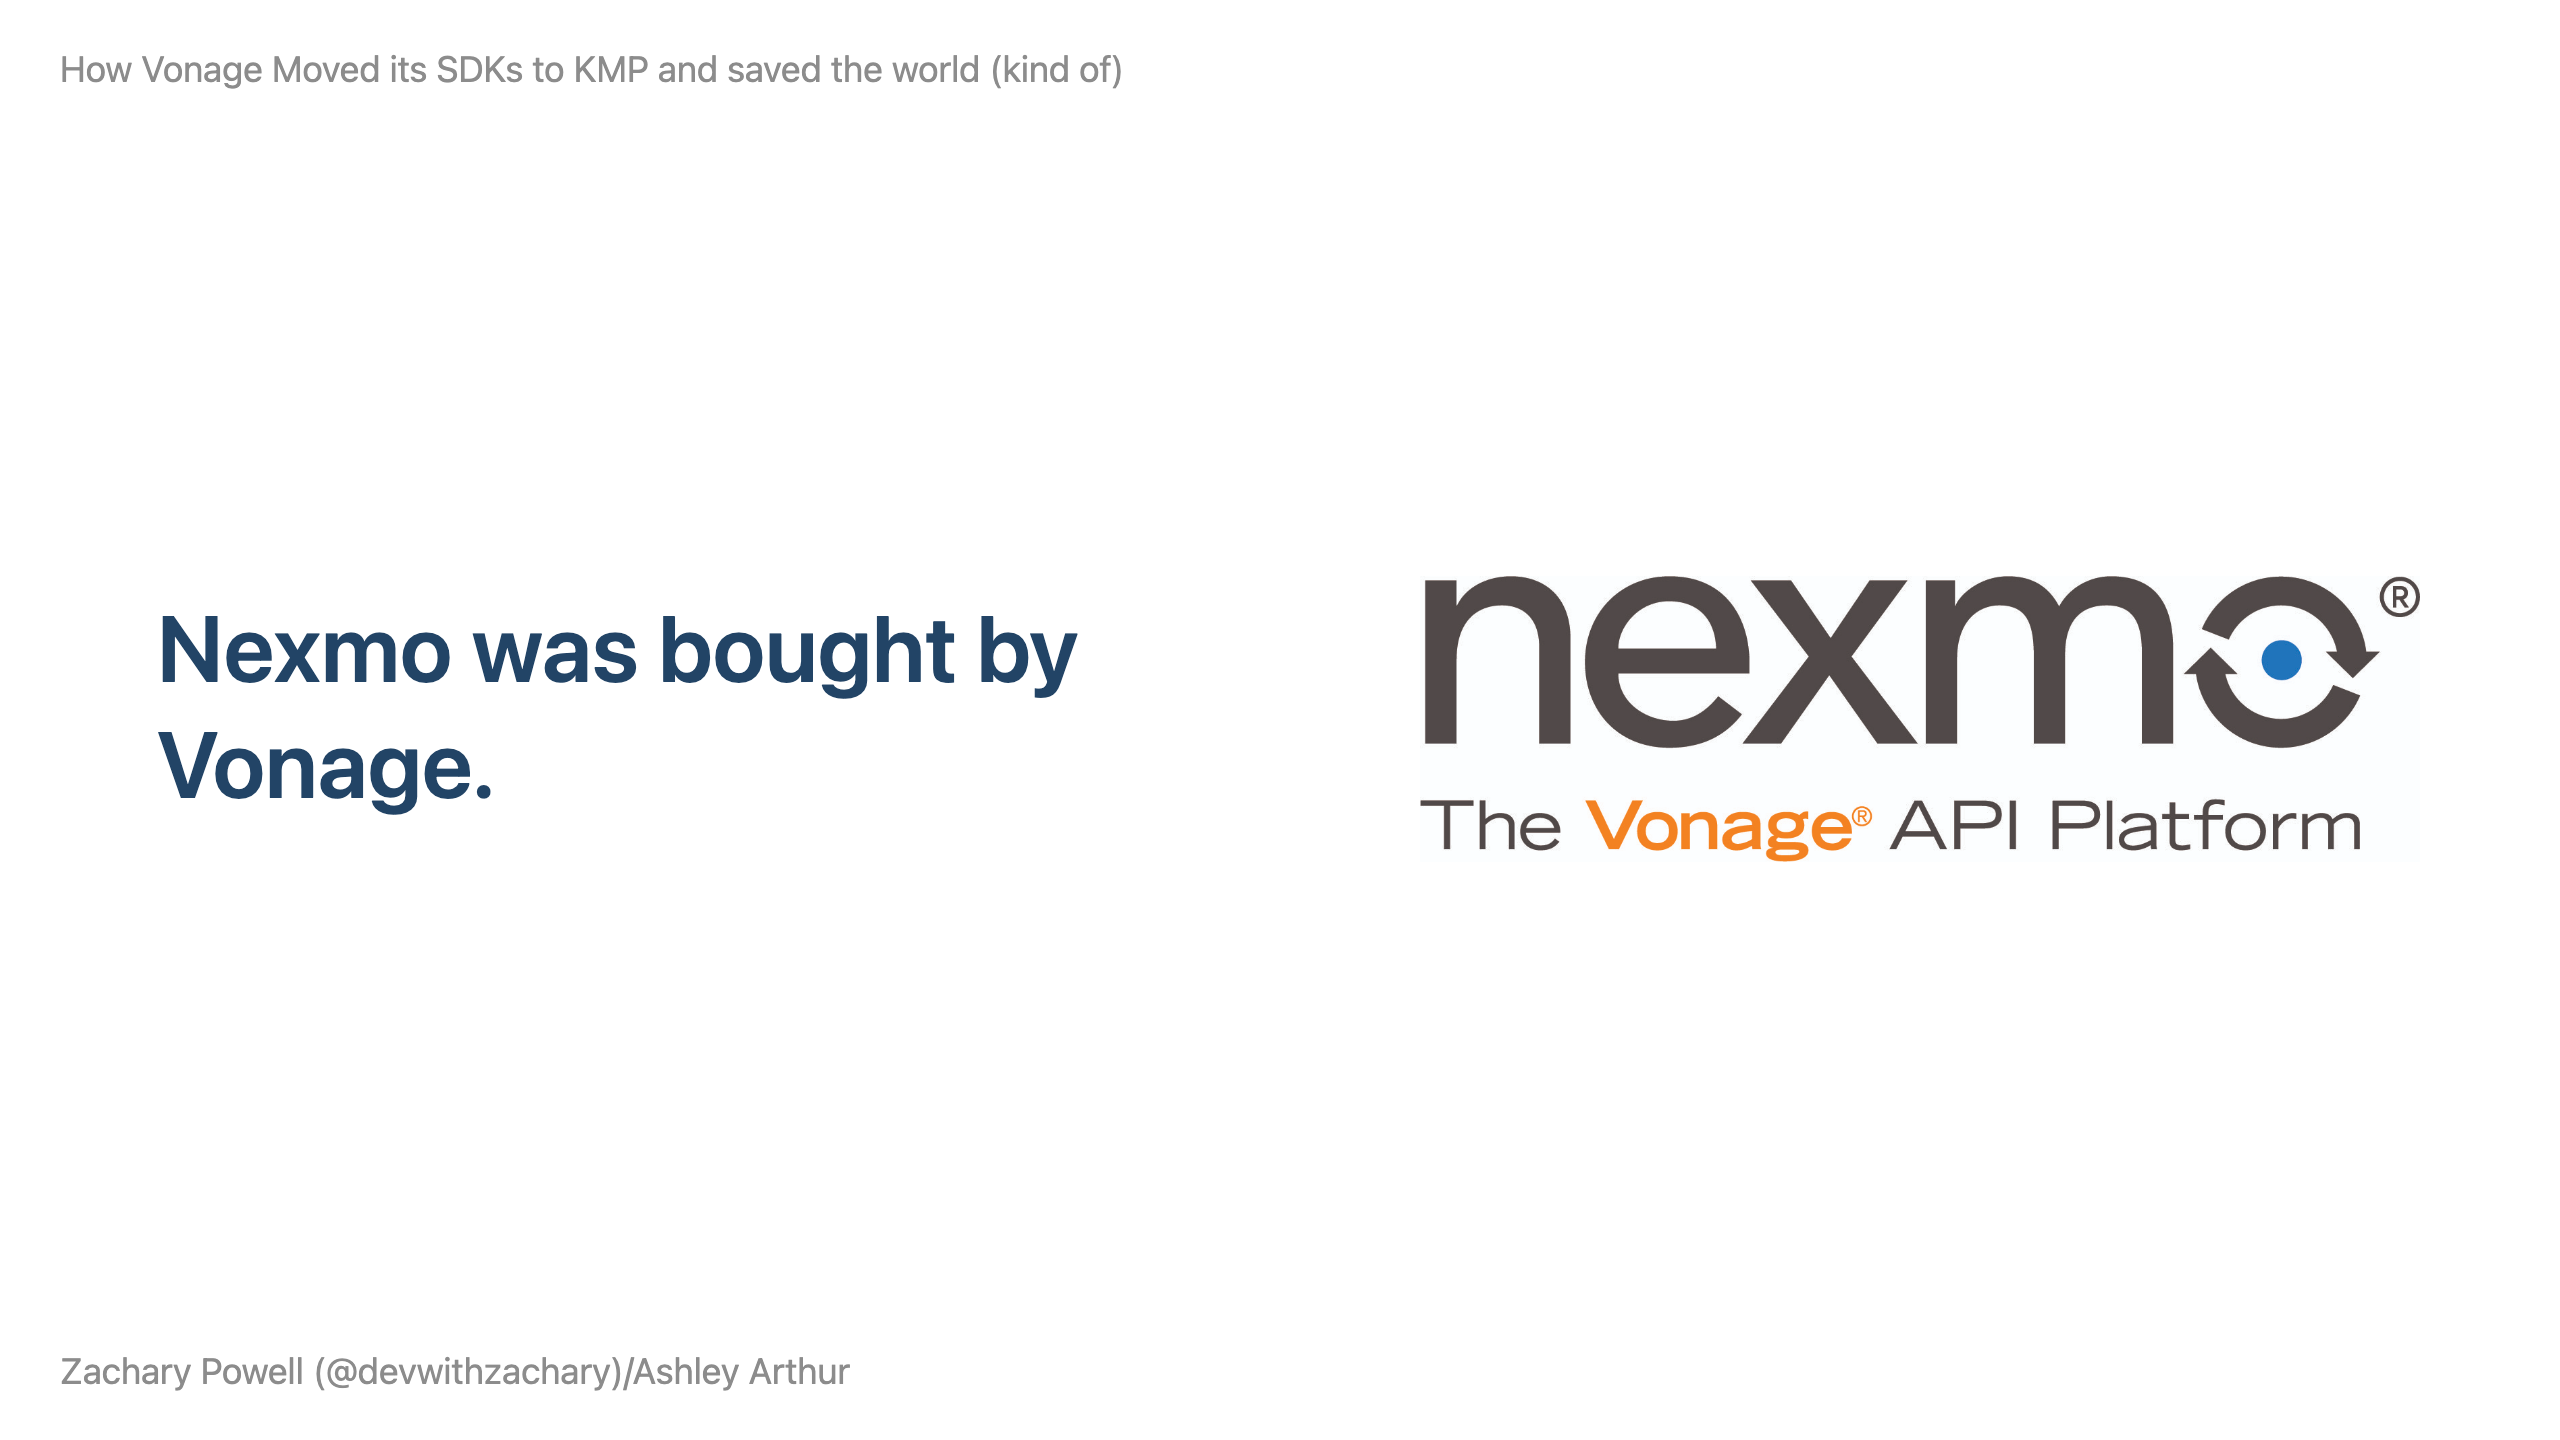 How Vonage Moved its SDKs to KMP and saved the world (kind of)
Nexmo was bought by
Vonage.
nexmo®
The Vonage® API Platform
Zachary Powell (@devwithzachary)/Ashley Arthur